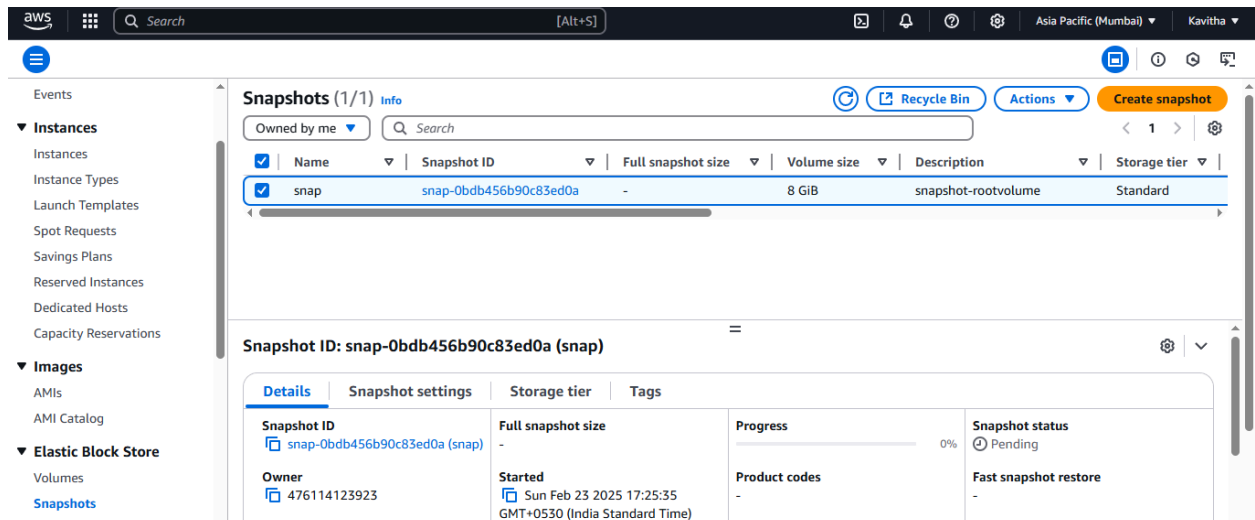 aws Search [Alt+S] Asia Pacific (Mumbai) Kavitha
Events
Instances
Instances
Instance Types
Launch Templates
Spot Requests
Savings Plans
Reserved Instances
Dedicated Hosts
Capacity Reservations
Images
AMIs
AMI Catalog
Elastic Block Store
Volumes
Snapshots
Snapshots (1/1) Info Recycle Bin Actions Create snapshot
Owned by me Search 1
Name Snapshot ID Full snapshot size Volume size Description Storage tier
snap snap-0bdb456b90c83ed0a - 8 GiB snapshot-rootvolume Standard
Snapshot ID: snap-0bdb456b90c83ed0a (snap)
Details Snapshot settings Storage tier Tags
Snapshot ID Full snapshot size Progress Snapshot status
snap-0bdb456b90c83ed0a (snap) - 0% Pending
Owner Started Product codes Fast snapshot restore
476114123923 Sun Feb 23 2025 17:25:35 - -
GMT+0530 (India Standard Time)